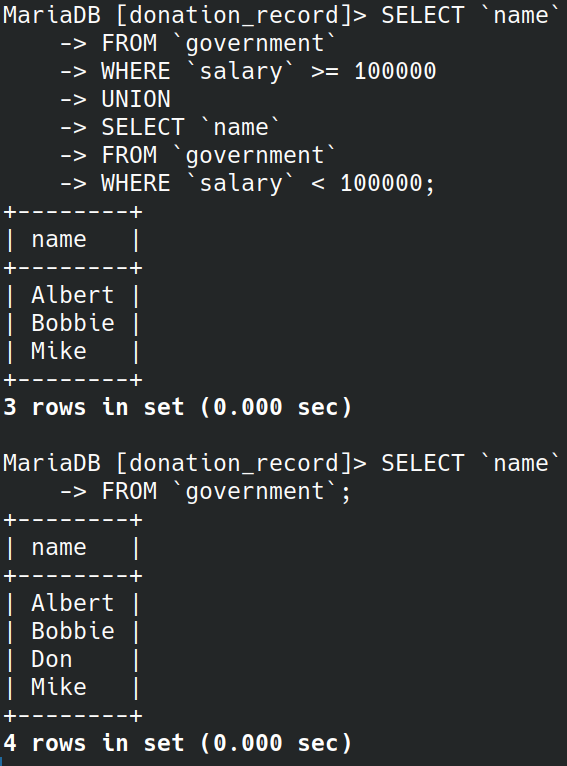 MariaDB [donation_record]> SELECT `name`
    -> FROM `government`
    -> WHERE `salary` >= 100000
    -> UNION
    -> SELECT `name`
    -> FROM `government`
    -> WHERE `salary` < 100000;
+--------+
| name   |
+--------+
| Albert |
| Bobbie |
| Mike   |
+--------+
3 rows in set (0.000 sec)

MariaDB [donation_record]> SELECT `name`
    -> FROM `government`;
+--------+
| name   |
+--------+
| Albert |
| Bobbie |
| Don    |
| Mike   |
+--------+
4 rows in set (0.000 sec)